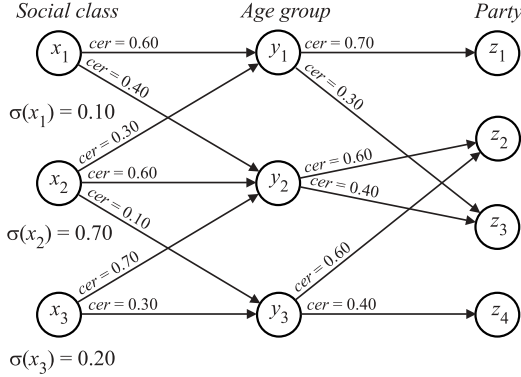 Social class Age group Party
x1 cer = 0.60 y1 cer = 0.70 z1
cer = 0.40
cer = 0.30
σ(x1) = 0.10
cer = 0.30
z2
x2 cer = 0.60 y2 cer = 0.60
cer = 0.40
cer = 0.10
z3
σ(x2) = 0.70
cer = 0.70
cer = 0.60
x3 cer = 0.30 y3 cer = 0.40 z4
σ(x3) = 0.20